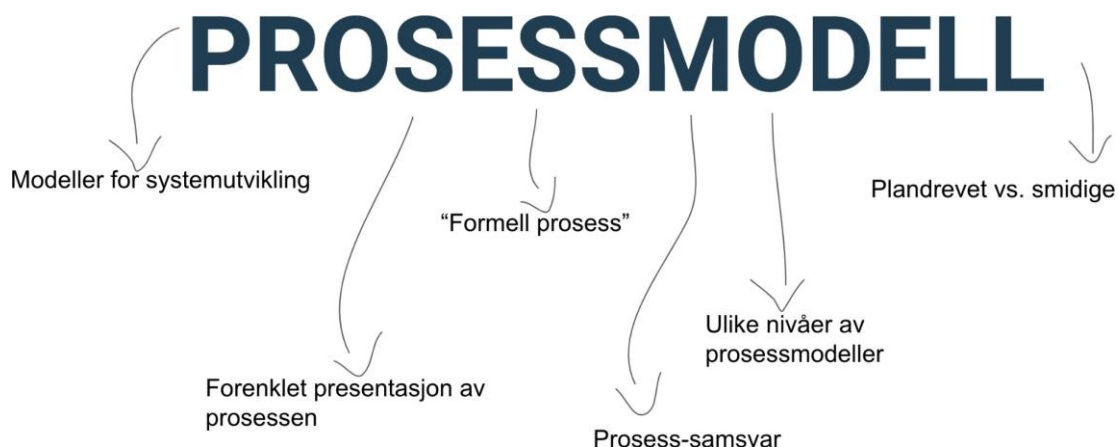 PROSESSMODELL
Modeller for systemutvikling
Plandrevet vs. smidige
“Formell prosess”
Ulike nivåer av
prosessmodeller
Forenklet presentasjon av
prosessen
Prosess-samsvar